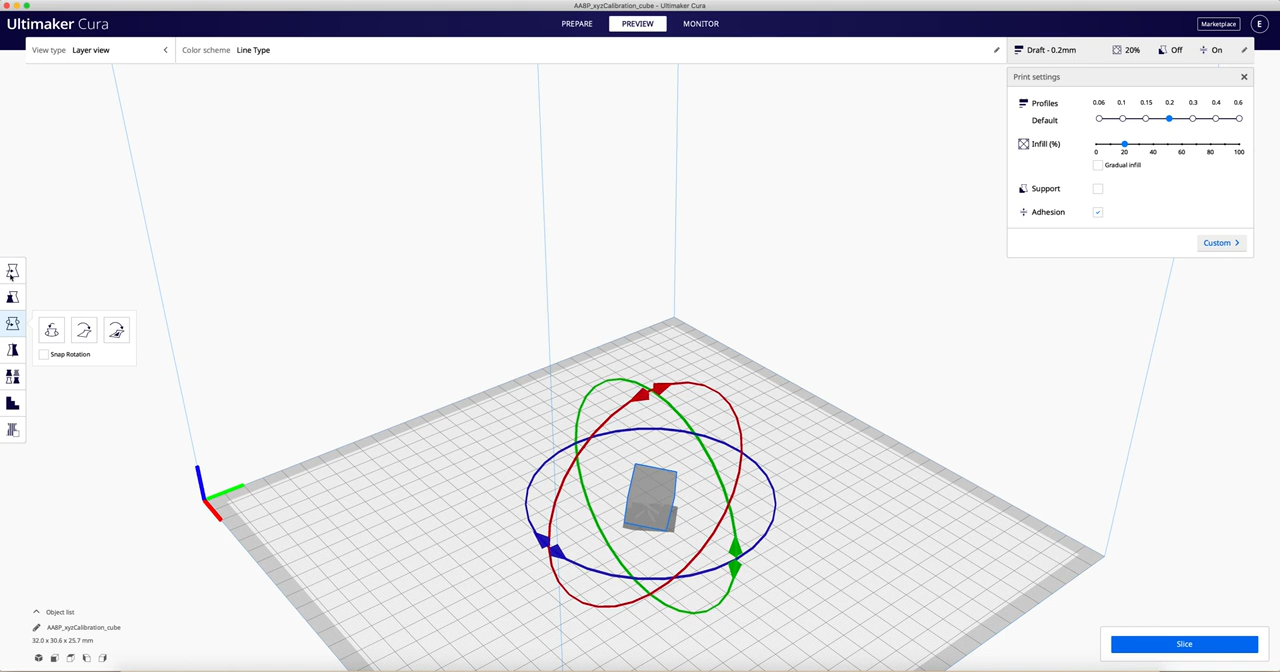 AA8P_xyzCalibration_cube - Ultimaker Cura
Ultimaker Cura
PREPARE
PREVIEW
MONITOR
Marketplace
E
View type Layer view
Color scheme Line Type
Draft - 0.2mm
20%
Off
On
Print settings
Profiles
0.06 0.1 0.15 0.2 0.3 0.4 0.6
Default
Infill (%)
0 20 40 60 80 100
Gradual infill
Support
Adhesion
Custom
Snap Rotation
Object list
AA8P_xyzCalibration_cube
32.0 x 30.6 x 25.7 mm
Slice